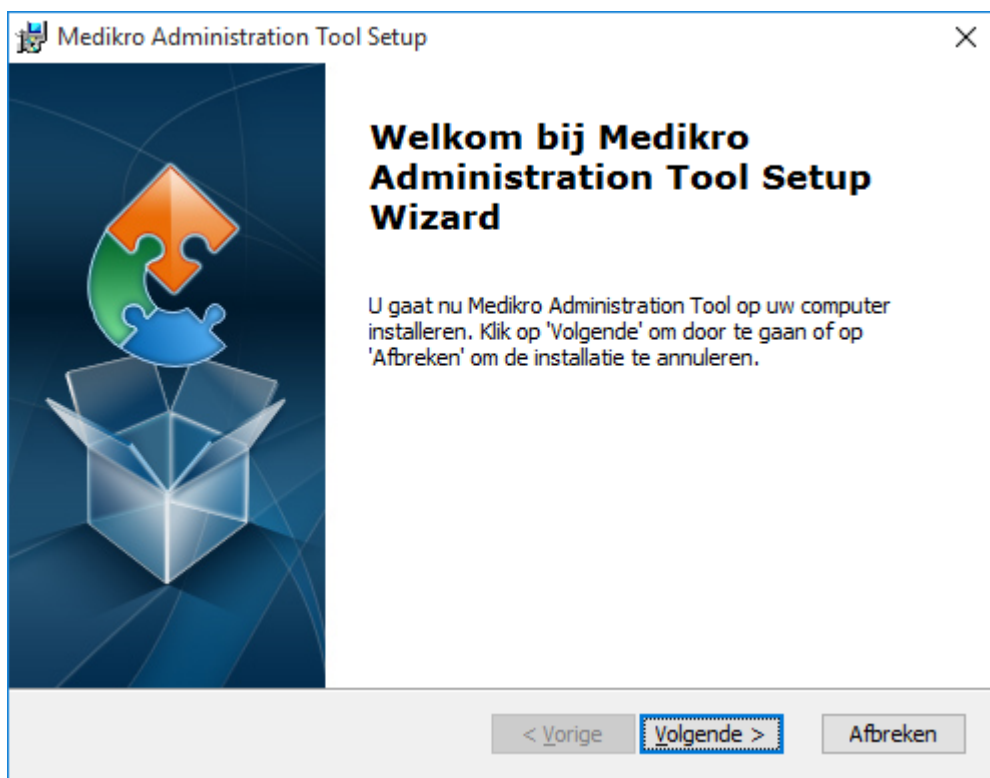 Medikro Administration Tool Setup
Welkom bij Medikro
Administration Tool Setup
Wizard
U gaat nu Medikro Administration Tool op uw computer
installeren. Klik op 'Volgende' om door te gaan of op
'Afbreken' om de installatie te annuleren.
< Vorige Volgende > Afbreken